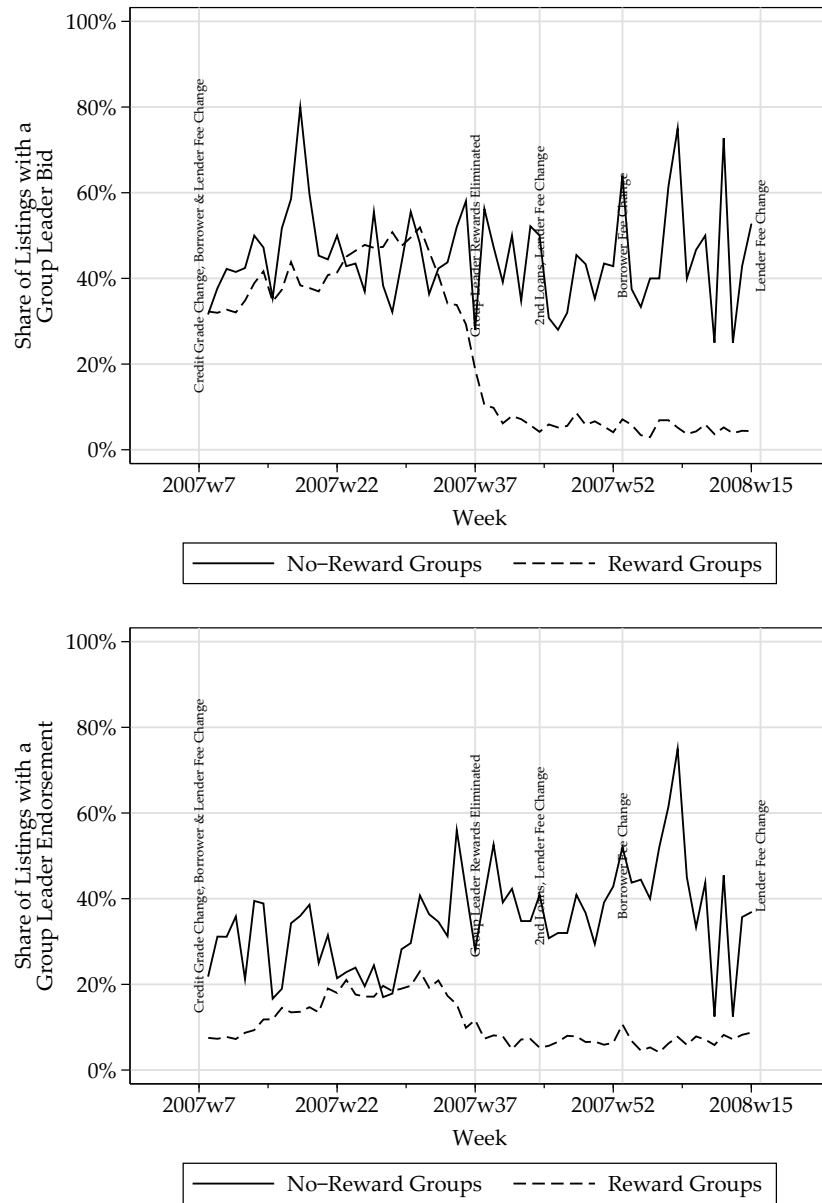 100%
80%
60%
40%
20%
0%
Share of Listings with a
Group Leader Bid
Credit Grade Change, Borrower & Lender Fee Change
Group Leader Rewards Eliminated
2nd Loans, Lender Fee Change
Borrower Fee Change
Lender Fee Change
2007w7 2007w22 2007w37 2007w52 2008w15
Week
No−Reward Groups Reward Groups
100%
80%
60%
40%
20%
0%
Share of Listings with a
Group Leader Endorsement
Credit Grade Change, Borrower & Lender Fee Change
Group Leader Rewards Eliminated
2nd Loans, Lender Fee Change
Borrower Fee Change
Lender Fee Change
2007w7 2007w22 2007w37 2007w52 2008w15
Week
No−Reward Groups Reward Groups